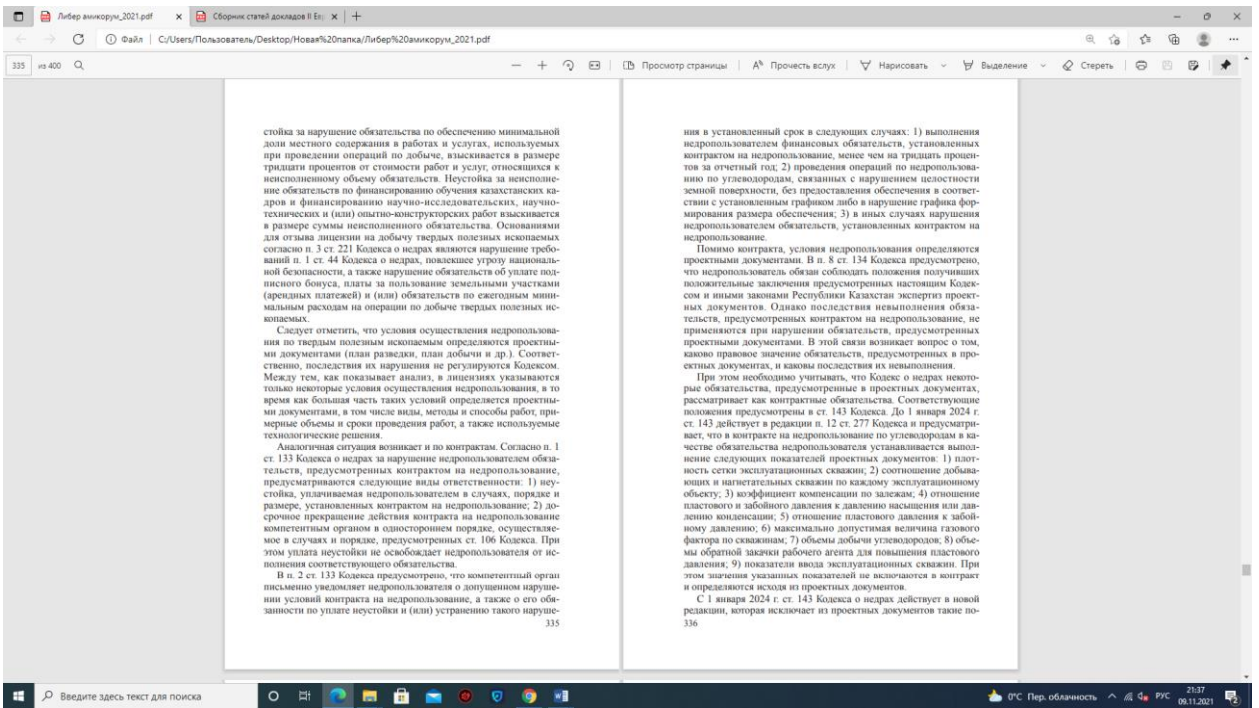 Либер амикорум_2021.pdf
Сборник статей докладов II Евр
Файл | C:/Users/Пользователь/Desktop/Новая%20папка/Либер%20амикорум_2021.pdf
335 из 400 Просмотр страницы Прочесть вслух Нарисовать Выделение Стереть
стойка за нарушение обязательства по обеспечению минимальной
доли местного содержания в работах и услугах, используемых
при проведении операций по добыче, взыскивается в размере
тридцати процентов от стоимости работ и услуг, относящихся к
неисполненному объему обязательств. Неустойка за неисполне-
ние обязательств по финансированию обучения казахстанских ка-
дров и финансированию научно-исследовательских, научно-
технических и (или) опытно-конструкторских работ взыскивается
в размере суммы неисполненного обязательства. Основаниями
для отзыва лицензии на добычу твердых полезных ископаемых
согласно п. 3 ст. 221 Кодекса о недрах являются нарушение требо-
ваний п. 1 ст. 44 Кодекса о недрах, повлекшее угрозу националь-
ной безопасности, а также нарушение обязательств об уплате под-
писного бонуса, платы за пользование земельными участками
(арендных платежей) и (или) обязательств по ежегодным мини-
мальным расходам на операции по добыче твердых полезных ис-
копаемых.
Следует отметить, что условия осуществления недропользова-
ния по твердым полезным ископаемым определяются проектны-
ми документами (план разведки, план добычи и др.). Соответ-
ственно, последствия их нарушения не регулируются Кодексом.
Между тем, как показывает анализ, в лицензиях указываются
только некоторые условия осуществления недропользования, в то
время как большая часть таких условий определяется проектны-
ми документами, в том числе виды, методы и способы работ, при-
мерные объемы и сроки проведения работ, а также используемые
технологические решения.
Аналогичная ситуация возникает и по контрактам. Согласно п. 1
ст. 133 Кодекса о недрах за нарушение недропользователем обяза-
тельств, предусмотренных контрактом на недропользование,
предусматриваются следующие виды ответственности: 1) неу-
стойка, уплачиваемая недропользователем в случаях, порядке и
размере, установленных контрактом на недропользование; 2) до-
срочное прекращение действия контракта на недропользование
компетентным органом в одностороннем порядке, осуществляе-
мое в случаях и порядке, предусмотренных ст. 106 Кодекса. При
этом уплата неустойки не освобождает недропользователя от ис-
полнения соответствующего обязательства.
В п. 2 ст. 133 Кодекса предусмотрено, что компетентный орган
письменно уведомляет недропользователя о допущенном наруше-
нии условий контракта на недропользование, а также о его обя-
занности по уплате неустойки и (или) устранению такого наруше-
335
ния в установленный срок в следующих случаях: 1) выполнения
недропользователем финансовых обязательств, установленных
контрактом на недропользование, менее чем на тридцать процен-
тов за отчетный год; 2) проведения операций по недропользова-
нию по углеводородам, связанных с нарушением целостности
земной поверхности, без предоставления обеспечения в соответ-
ствии с установленным графиком либо в нарушение графика фор-
мирования размера обеспечения; 3) в иных случаях нарушения
недропользователем обязательств, установленных контрактом на
недропользование.
Помимо контракта, условия недропользования определяются
проектными документами. В п. 8 ст. 134 Кодекса предусмотрено,
что недропользователь обязан соблюдать положения получивших
положительные заключения предусмотренных настоящим Кодек-
сом и иными законами Республики Казахстан экспертиз проект-
ных документов. Однако последствия невыполнения обяза-
тельств, предусмотренных контрактом на недропользование, не
применяются при нарушении обязательств, предусмотренных
проектными документами. В этой связи возникает вопрос о том,
каково правовое значение обязательств, предусмотренных в про-
ектных документах, и каковы последствия их невыполнения.
При этом необходимо учитывать, что Кодекс о недрах некото-
рые обязательства, предусмотренные в проектных документах,
рассматривает как контрактные обязательства. Соответствующие
положения предусмотрены в ст. 143 Кодекса. До 1 января 2024 г.
ст. 143 действует в редакции п. 12 ст. 277 Кодекса и предусматри-
вает, что в контракте на недропользование по углеводородам в ка-
честве обязательства недропользователя устанавливается выпол-
нение следующих показателей проектных документов: 1) плот-
ность сетки эксплуатационных скважин; 2) соотношение добыва-
ющих и нагнетательных скважин по каждому эксплуатационному
объекту; 3) коэффициент компенсации по залежам; 4) отношение
пластового и забойного давления к давлению насыщения или дав-
лению конденсации; 5) отношение пластового давления к забой-
ному давлению; 6) максимально допустимая величина газового
фактора по скважинам; 7) объемы добычи углеводородов; 8) объе-
мы обратной закачки рабочего агента для повышения пластового
давления; 9) показатели ввода эксплуатационных скважин. При
этом значения указанных показателей не включаются в контракт
и определяются исходя из проектных документов.
С 1 января 2024 г. ст. 143 Кодекса о недрах действует в новой
редакции, которая исключает из проектных документов такие по-
336
Введите здесь текст для поиска
0°C Пер. облачность РУС 21:37
09.11.2021